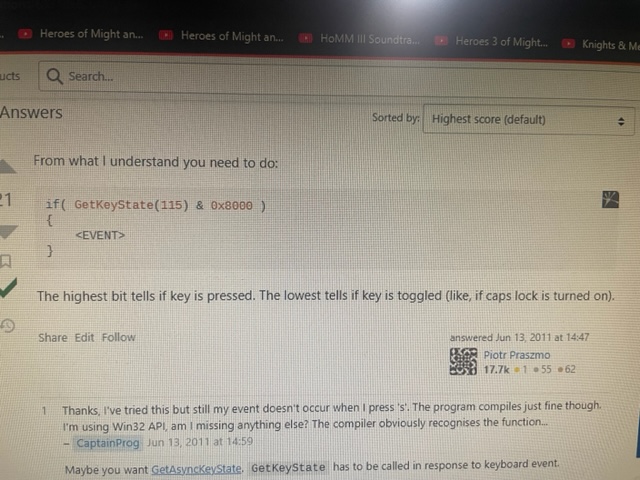 Heroes of Might an...
Heroes of Might an...
HoMM III Soundtra...
Heroes 3 of Might...
Knights & Me
ucts
Search...
Answers
Sorted by:
Highest score (default)
From what I understand you need to do:
21
if( GetKeyState(115) & 0x8000 )
{
<EVENT>
}
The highest bit tells if key is pressed. The lowest tells if key is toggled (like, if caps lock is turned on).
Share Edit Follow
answered Jun 13, 2011 at 14:47
Piotr Praszmo
17.7k 1 55 62
1 Thanks, I've tried this but still my event doesn't occur when I press 's'. The program compiles just fine though.
I'm using Win32 API, am I missing anything else? The compiler obviously recognises the function...
– CaptainProg Jun 13, 2011 at 14:59
Maybe you want GetAsyncKeyState. GetKeyState has to be called in response to keyboard event.